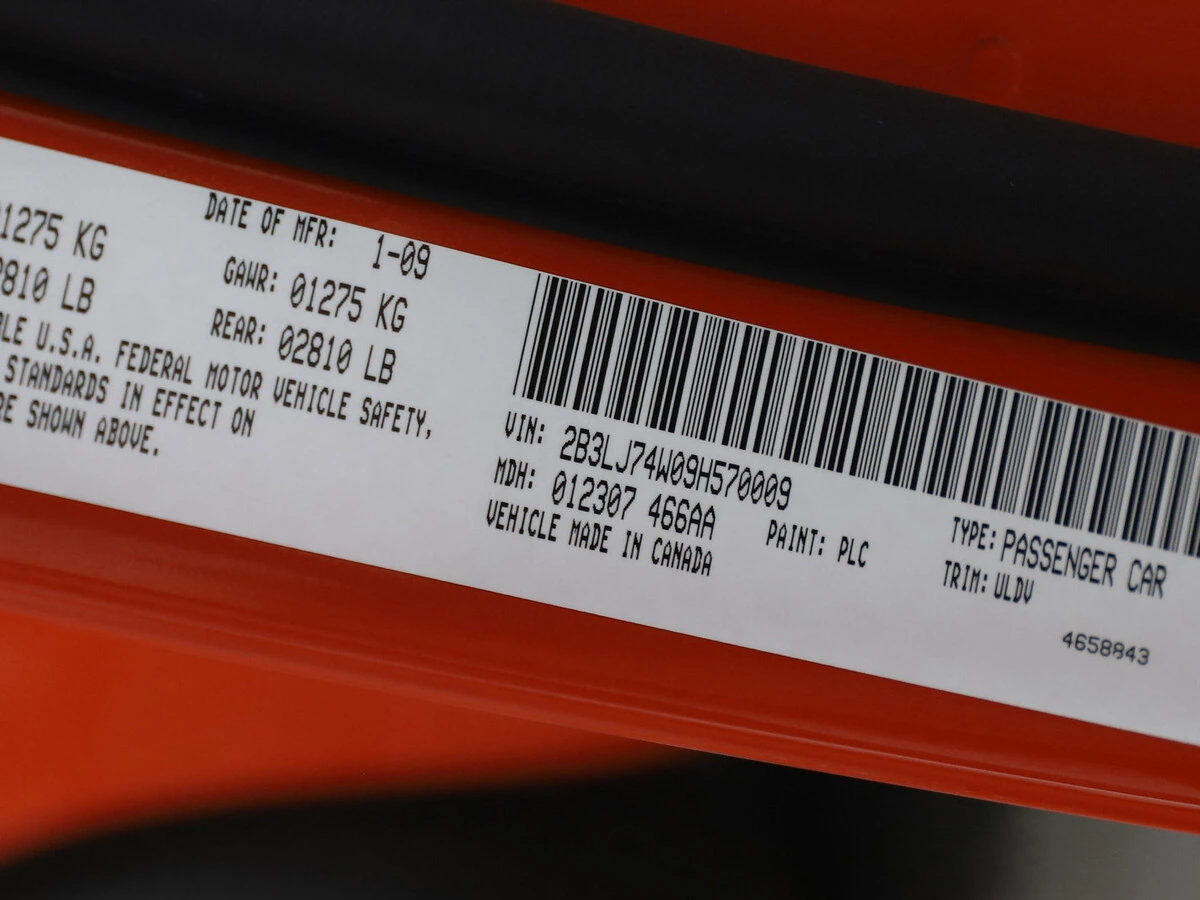 1275 KG
2810 LB
LE U.S.A. FEDERAL MOTOR VEHICLE SAFETY,
STANDARDS IN EFFECT ON
RE SHOWN ABOVE.
DATE OF MFR: 1-09
GAWR: 01275 KG
REAR: 02810 LB
VIN: 2B3LJ74W09H570009
MDH: 012307 466AA
VEHICLE MADE IN CANADA
PAINT: PLC
TYPE: PASSENGER CAR
TRIM: ULDV
4658843